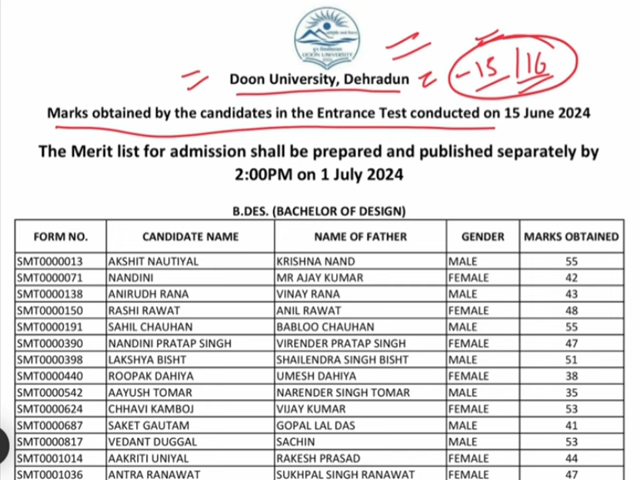 -15/16
Doon University, Dehradun
Marks obtained by the candidates in the Entrance Test conducted on 15 June 2024
The Merit list for admission shall be prepared and published separately by
2:00PM on 1 July 2024
B.DES. (BACHELOR OF DESIGN)
FORM NO. CANDIDATE NAME NAME OF FATHER GENDER MARKS OBTAINED
SMT0000013 AKSHIT NAUTIYAL KRISHNA NAND MALE 55
SMT0000071 NANDINI MR AJAY KUMAR FEMALE 42
SMT0000138 ANIRUDH RANA VINAY RANA MALE 43
SMT0000150 RASHI RAWAT ANIL RAWAT FEMALE 48
SMT0000191 SAHIL CHAUHAN BABLOO CHAUHAN MALE 55
SMT0000390 NANDINI PRATAP SINGH VIRENDER PRATAP SINGH FEMALE 47
SMT0000398 LAKSHYA BISHT SHAILENDRA SINGH BISHT MALE 51
SMT0000440 ROOPAK DAHIYA UMESH DAHIYA FEMALE 38
SMT0000542 AAYUSH TOMAR NARENDER SINGH TOMAR MALE 35
SMT0000624 CHHAVI KAMBOJ VIJAY KUMAR FEMALE 53
SMT0000687 SAKET GAUTAM GOPAL LAL DAS MALE 41
SMT0000817 VEDANT DUGGAL SACHIN MALE 53
SMT0001014 AAKRITI UNIYAL RAKESH PRASAD FEMALE 44
SMT0001036 ANTRA RANAWAT SUKHPAL SINGH RANAWAT FEMALE 47